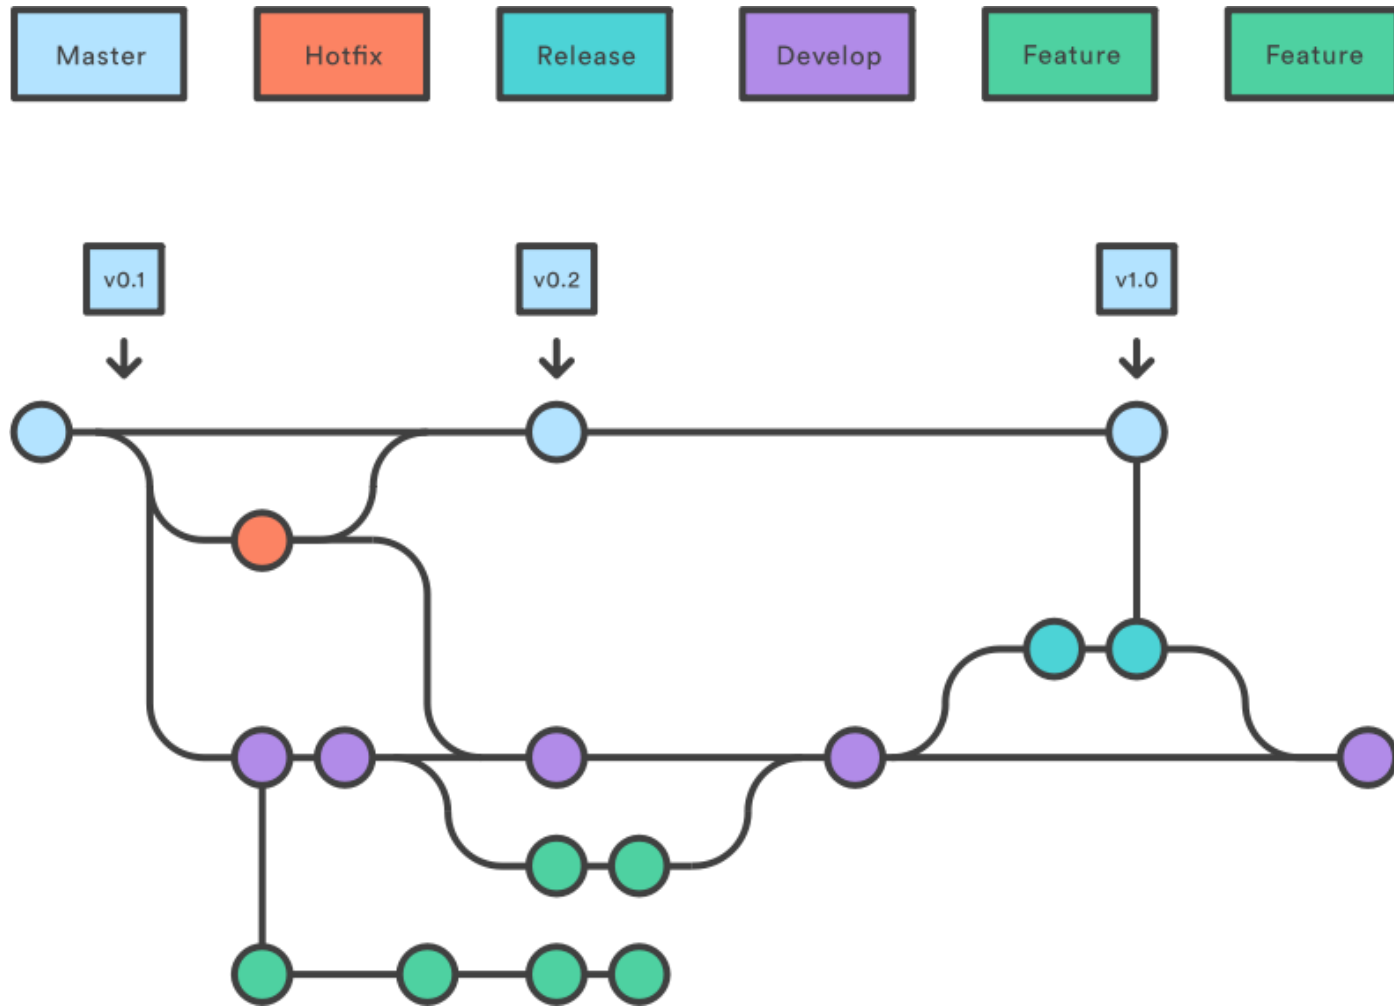 Master
Hotfix
Release
Develop
Feature
Feature
v0.1
v0.2
v1.0